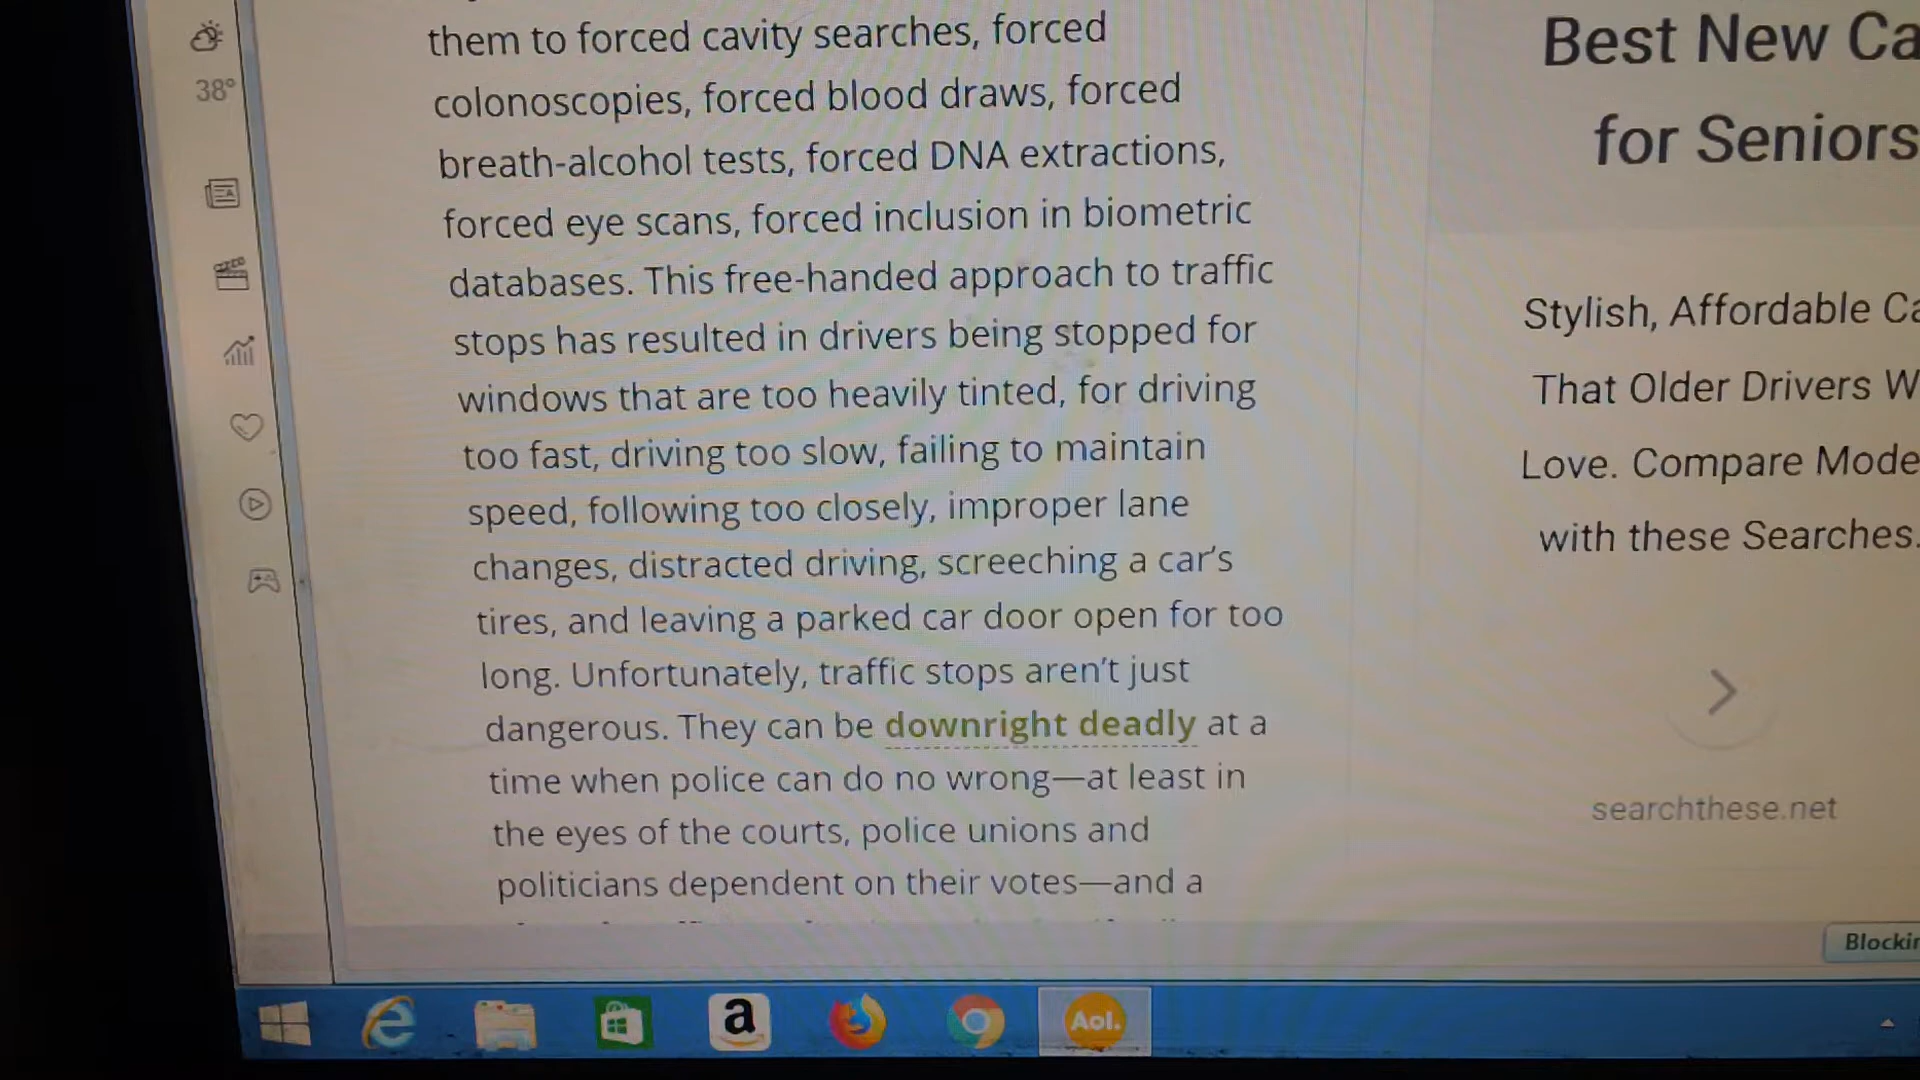 them to forced cavity searches, forced
colonoscopies, forced blood draws, forced
breath-alcohol tests, forced DNA extractions,
forced eye scans, forced inclusion in biometric
databases. This free-handed approach to traffic
stops has resulted in drivers being stopped for
windows that are too heavily tinted, for driving
too fast, driving too slow, failing to maintain
speed, following too closely, improper lane
changes, distracted driving, screeching a car's
tires, and leaving a parked car door open for too
long. Unfortunately, traffic stops aren't just
dangerous. They can be downright deadly at a
time when police can do no wrong—at least in
the eyes of the courts, police unions and
politicians dependent on their votes—and a
38°
Best New Ca
for Seniors
Stylish, Affordable Ca
That Older Drivers W
Love. Compare Mode
with these Searches.
searchthese.net
Blockin
a
Aol.